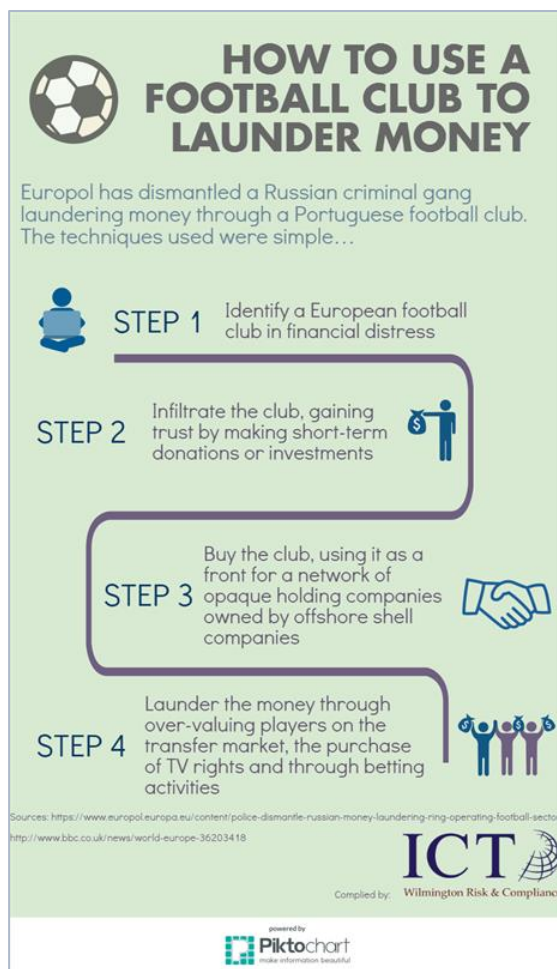 HOW TO USE A
FOOTBALL CLUB TO
LAUNDER MONEY
Europol has dismantled a Russian criminal gang
laundering money through a Portuguese football club.
The techniques used were simple...
STEP 1
Identify a European football
club in financial distress
STEP 2
Infiltrate the club, gaining
trust by making short-term
donations or investments
STEP 3
Buy the club, using it as a
front for a network of
opaque holding companies
owned by offshore shell
companies
STEP 4
Launder the money through
over-valuing players on the
transfer market, the purchase
of TV rights and through betting
activities
Sources: https://www.europol.europa.eu/content/police-dismantle-russian-money-laundering-ring-operating-football-secto
http://www.bbc.co.uk/news/world-europe-36203418
Complied by:
ICT
Wilmington Risk & Complianc
powered by
Piktochart
make information beautiful